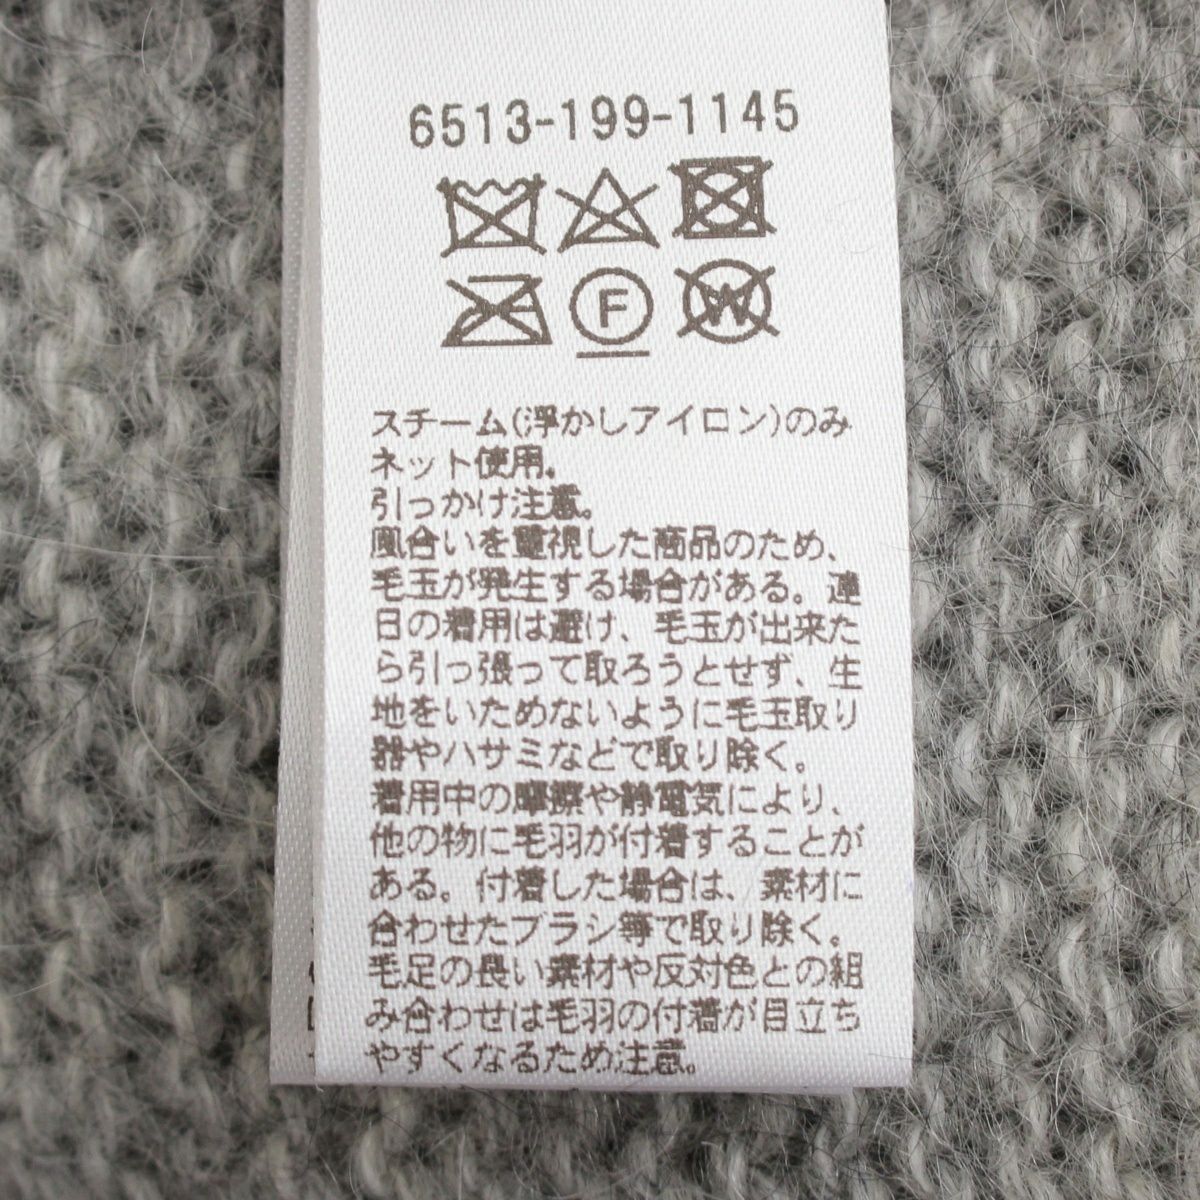 6513-199-1145
F
W
スチーム(浮かしアイロン)のみ
ネット使用。
引っかけ注意。
風合いを重視した商品のため、
毛玉が発生する場合がある。連
日の着用は避け、毛玉が出来た
ら引っ張って取ろうとせず、生
地をいためないように毛玉取り
器やハサミなどで取り除く。
着用中の摩擦や静電気により、
他の物に毛羽が付着することが
ある。付着した場合は、素材に
合わせたブラシ等で取り除く。
毛足の長い素材や反対色との組
み合わせは毛羽の付着が目立ち
やすくなるため注意。